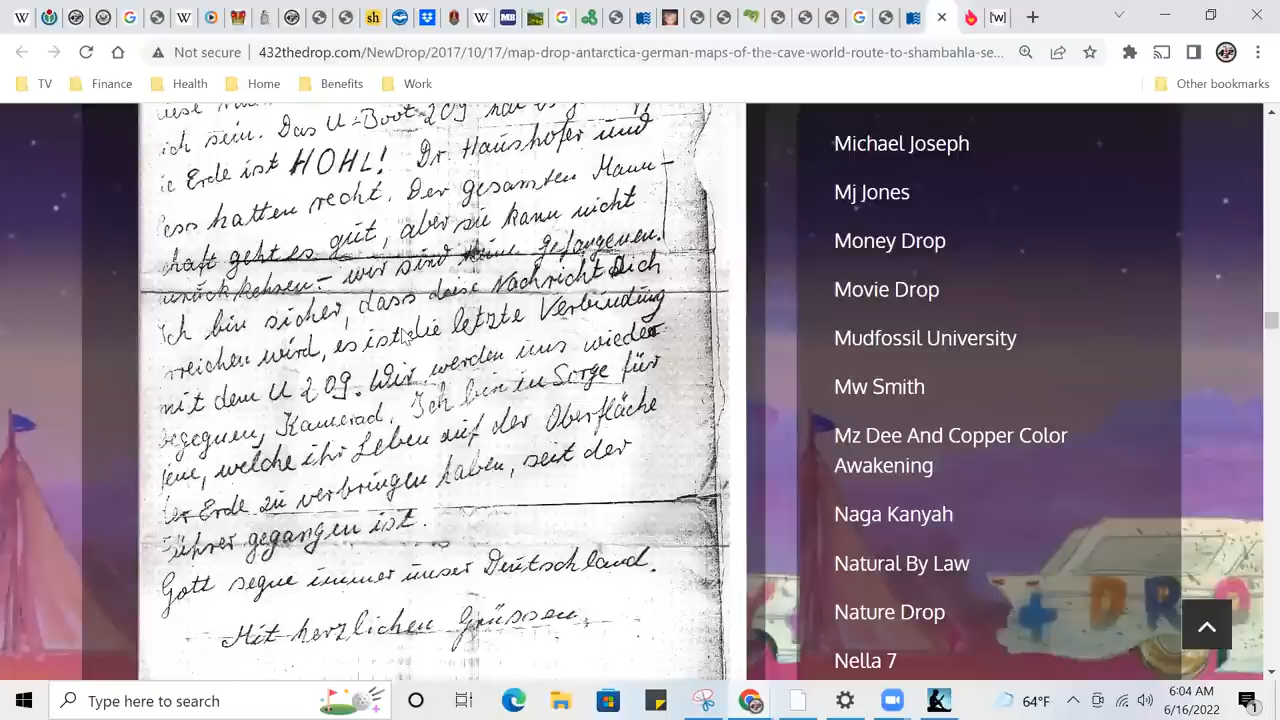 Not secure
432thedrop.com/NewDrop/2017/10/17/map-drop-antarctica-german-maps-of-the-cave-world-route-to-shambahla-se...
TV
Finance
Health
Home
Benefits
Work
Other bookmarks
ich sein. Das U-Boot 209 hat es
ie Erde ist HOHL! Dr. Haushofer und
ess hatten recht. Der gesamten Mann-
chaft geht es gut, aber sie kann nicht
urückkehsen - wir sind keine gefangenen.
Ich bin sicher, dass deise Nachricht Dich
rreichen wird, es ist die letzte Verbindung
mit dem U 209. Wir werden uns wieder
begegnen, Kamerad. Ich bin in Sorge für
jene, welche ihr Leben auf der Oberfläche
der Erde zu verbringen haben, seit der
Führer gegangen ist.
Gott segne immer unser Deutschland.
Mit herzlichen Grüssen,
Michael Joseph
Mj Jones
Money Drop
Movie Drop
Mudfossil University
Mw Smith
Mz Dee And Copper Color
Awakening
Naga Kanyah
Natural By Law
Nature Drop
Nella 7
Type here to search
64°F
6:04 AM
6/16/2022